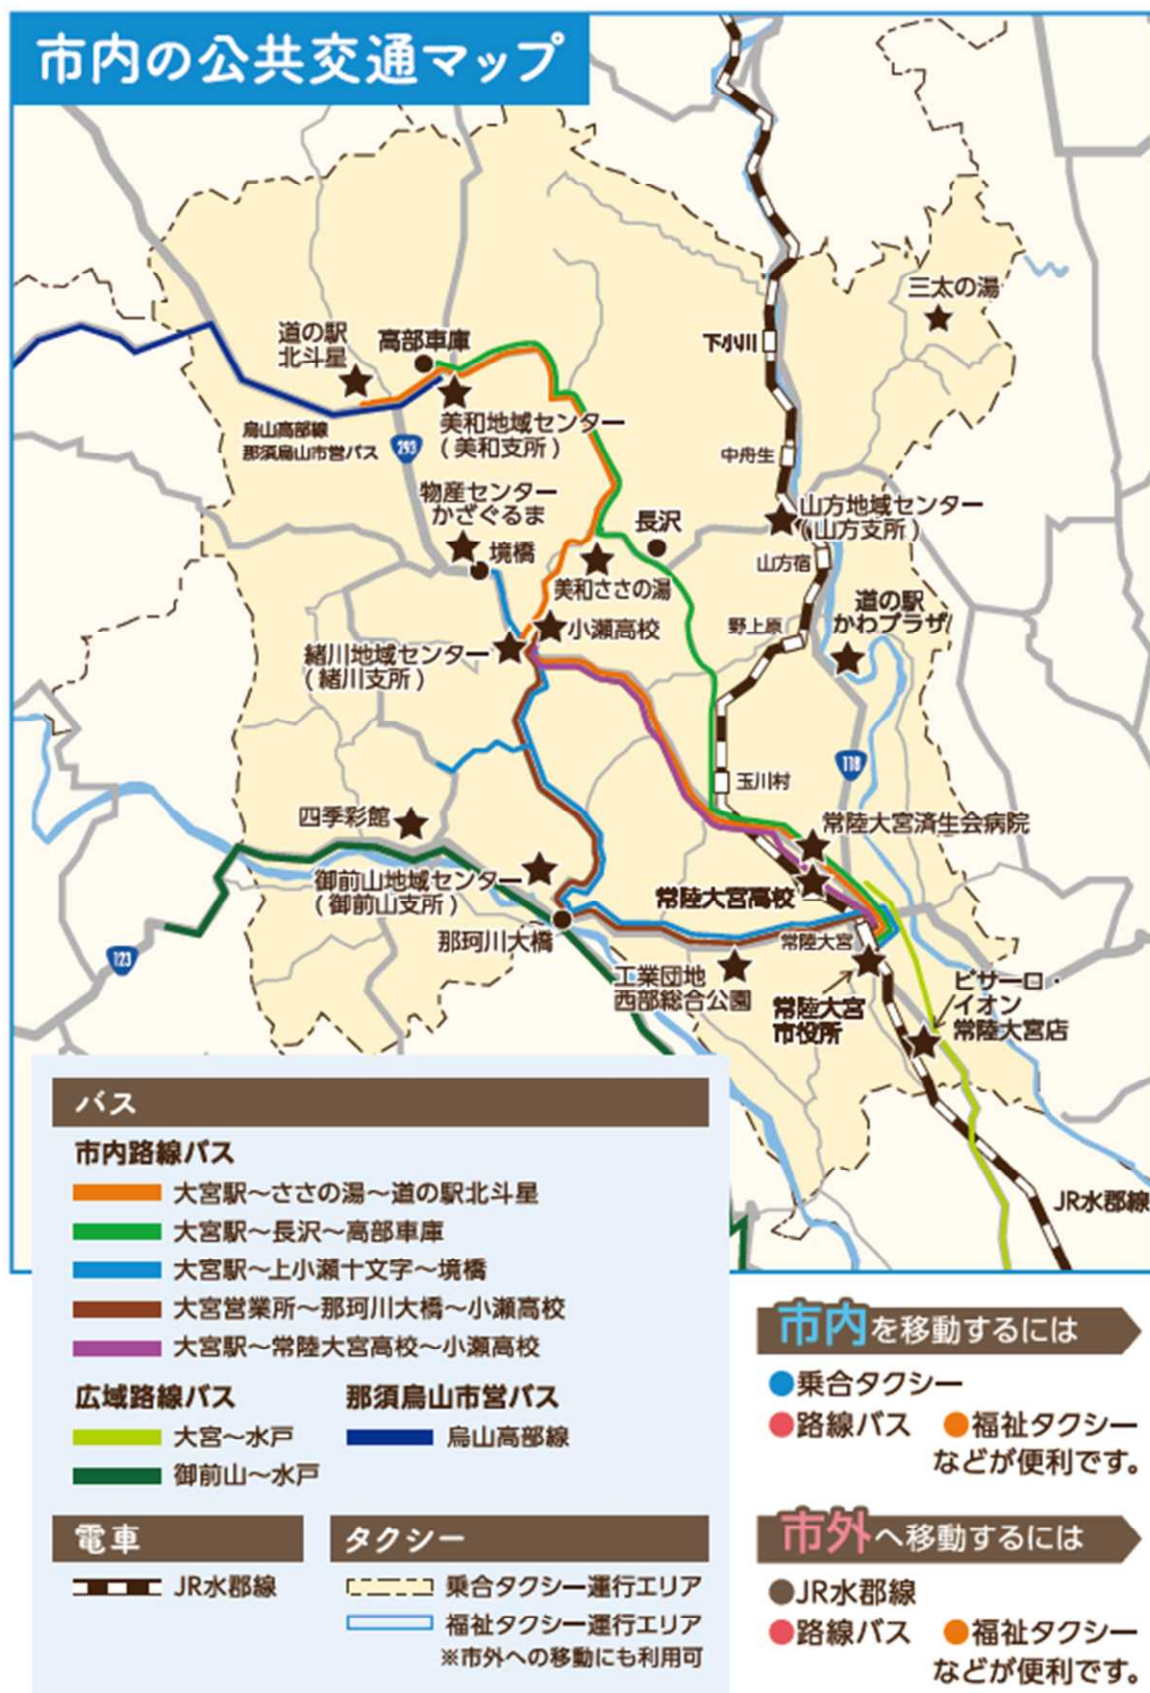 市内の公共交通マップ
三太の湯
道の駅
北斗星
高部車庫
下小川
美和地域センター
(美和支所)
烏山高部線
那須烏山市営バス
293
中舟生
物産センター
かざぐるま
山方地域センター
(山方支所)
長沢
境橋
山方宿
美和ささの湯
道の駅
かわプラザ
小瀬高校
野上原
緒川地域センター
(緒川支所)
118
玉川村
四季彩館
常陸大宮済生会病院
御前山地域センター
(御前山支所)
常陸大宮高校
那珂川大橋
常陸大宮
123
工業団地
西部総合公園
ピサーロ・
イオン
常陸大宮店
常陸大宮
市役所
JR水郡線
バス
市内路線バス
大宮駅~ささの湯~道の駅北斗星
大宮駅~長沢~高部車庫
大宮駅~上小瀬十文字~境橋
大宮営業所~那珂川大橋~小瀬高校
大宮駅~常陸大宮高校~小瀬高校
広域路線バス
大宮~水戸
御前山~水戸
那須烏山市営バス
烏山高部線
電車
JR水郡線
タクシー
乗合タクシー運行エリア
福祉タクシー運行エリア
※市外への移動にも利用可
市内を移動するには
●乗合タクシー
●路線バス ●福祉タクシー
などが便利です。
市外へ移動するには
●JR水郡線
●路線バス ●福祉タクシー
などが便利です。